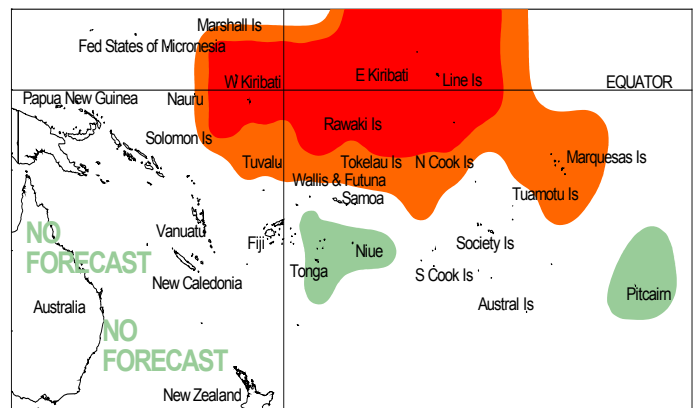 Marshall Is
Fed States of Micronesia
W Kiribati
E Kiribati
Line Is
EQUATOR
Papua New Guinea
Nauru
Rawaki Is
Solomon Is
Tuvalu
Tokelau Is
N Cook Is
Marquesas Is
Wallis & Futuna
Samoa
Tuamotu Is
NO
FORECAST
Vanuatu
Fiji
Niue
Society Is
Tonga
S Cook Is
New Caledonia
Pitcairn
Australia
Austral Is
NO
FORECAST
New Zealand